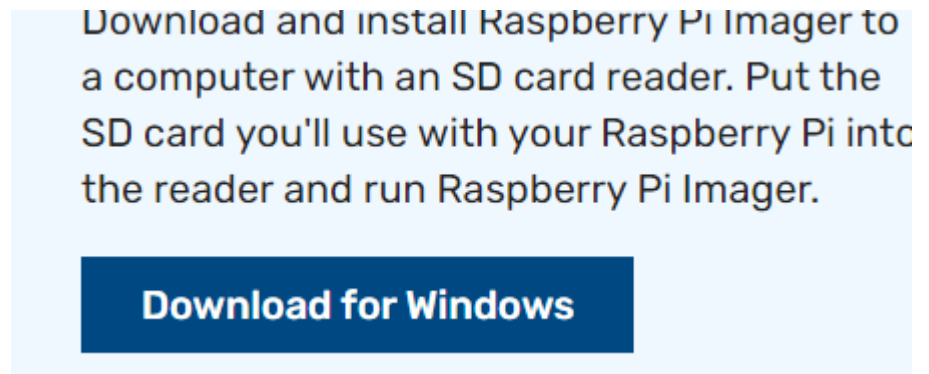 Download and install Raspberry Pi Imager to
a computer with an SD card reader. Put the
SD card you'll use with your Raspberry Pi into
the reader and run Raspberry Pi Imager.
Download for Windows